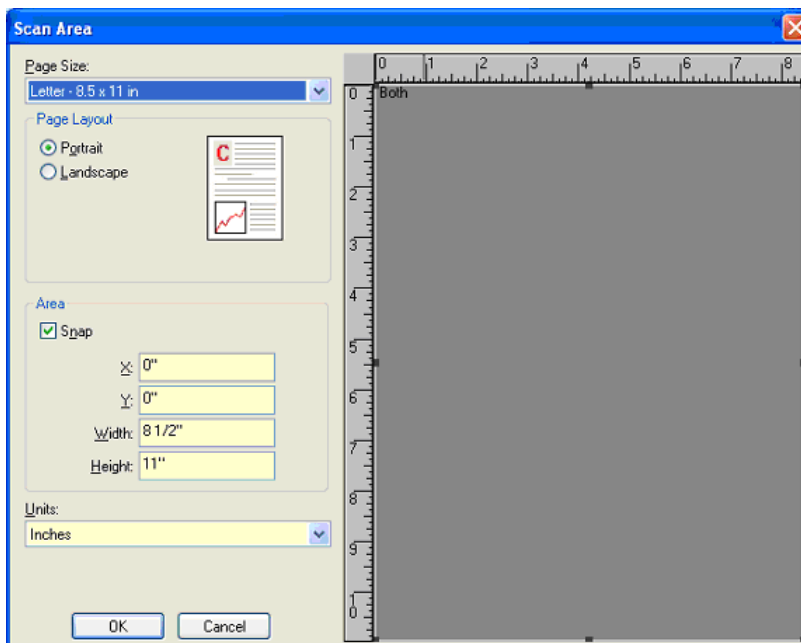 Scan Area
Page Size:
Letter - 8.5 x 11 in
Page Layout
Portrait
Landscape
C
Area
Snap
X: 0"
Y: 0"
Width: 8 1/2"
Height: 11"
Units:
Inches
OK Cancel
0 1 2 3 4 5 6 7 8
Both
0
1
2
3
4
5
6
7
8
9
10